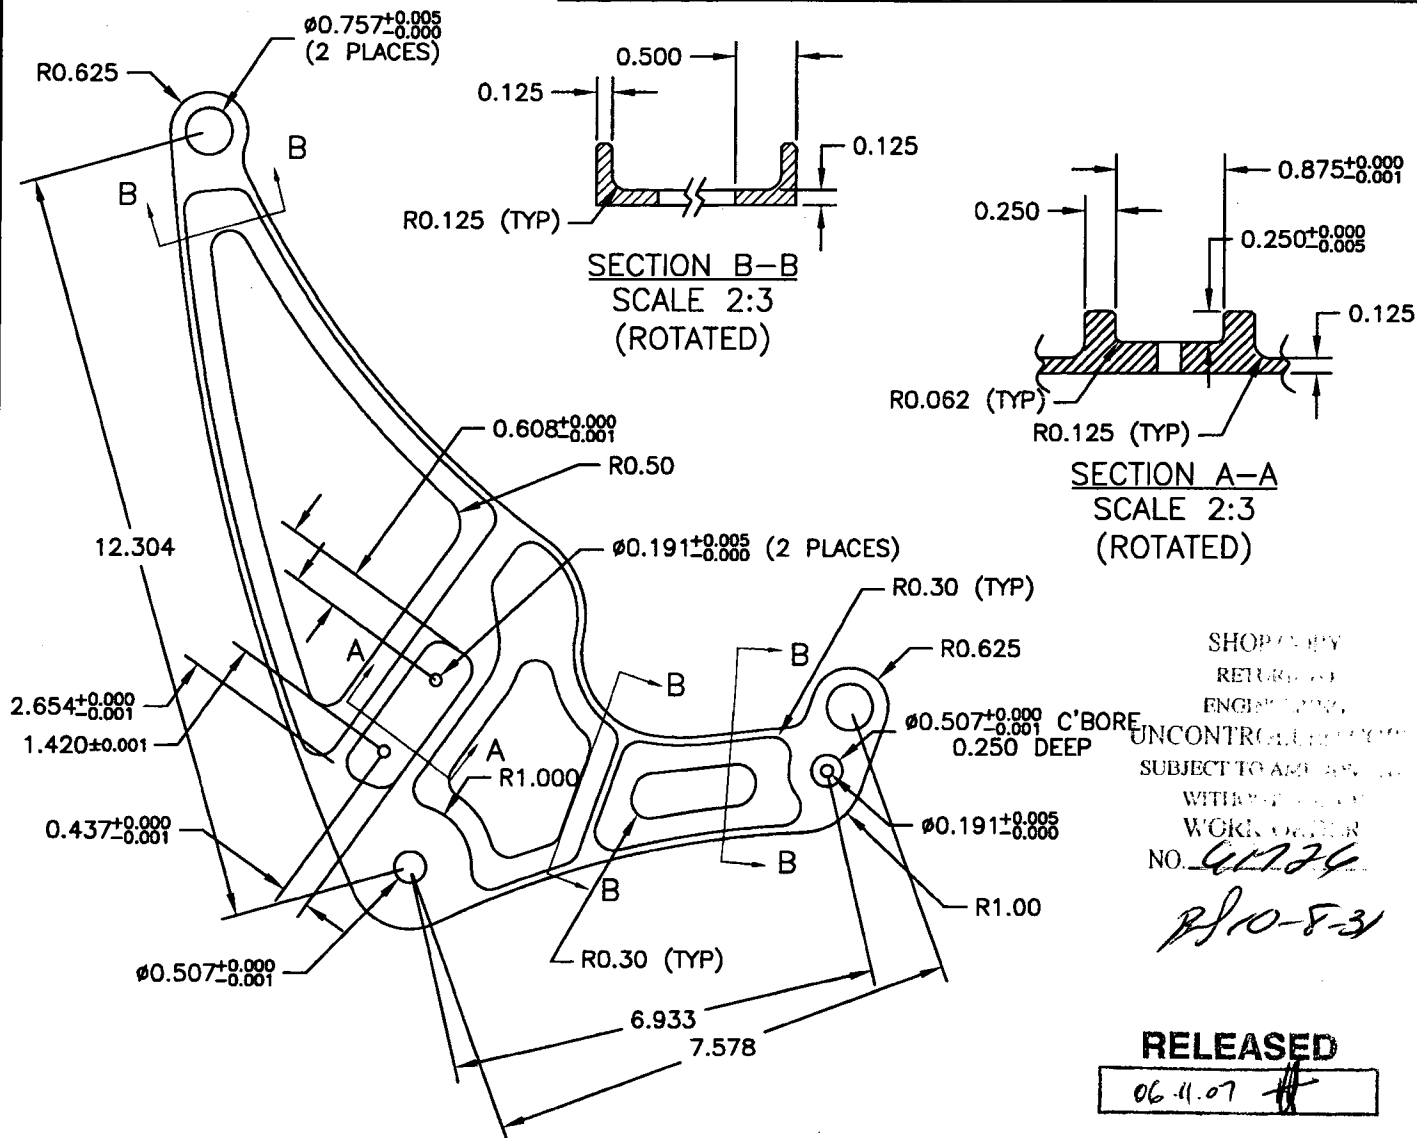 ø0.757+0.005 -0.000
(2 PLACES)
R0.625
B
B
0.500
0.125
0.125
R0.125 (TYP)
SECTION B-B
SCALE 2:3
(ROTATED)
0.875+0.000 -0.001
0.250
0.250+0.000 -0.005
0.125
R0.062 (TYP)
R0.125 (TYP)
SECTION A-A
SCALE 2:3
(ROTATED)
0.608+0.000 -0.001
R0.50
12.304
ø0.191+0.005 -0.000 (2 PLACES)
R0.30 (TYP)
R0.625
A
B
B
2.654+0.000 -0.001
1.420±0.001
A
R1.000
ø0.507+0.000 -0.001 C'BORE
0.250 DEEP
0.437+0.000 -0.001
ø0.191+0.005 -0.000
B
B
R1.00
R0.30 (TYP)
ø0.507+0.000 -0.001
6.933
7.578
SHOP COPY
SUBJECT TO
WORK ORDER
NO.
RELEASED
06.11.07